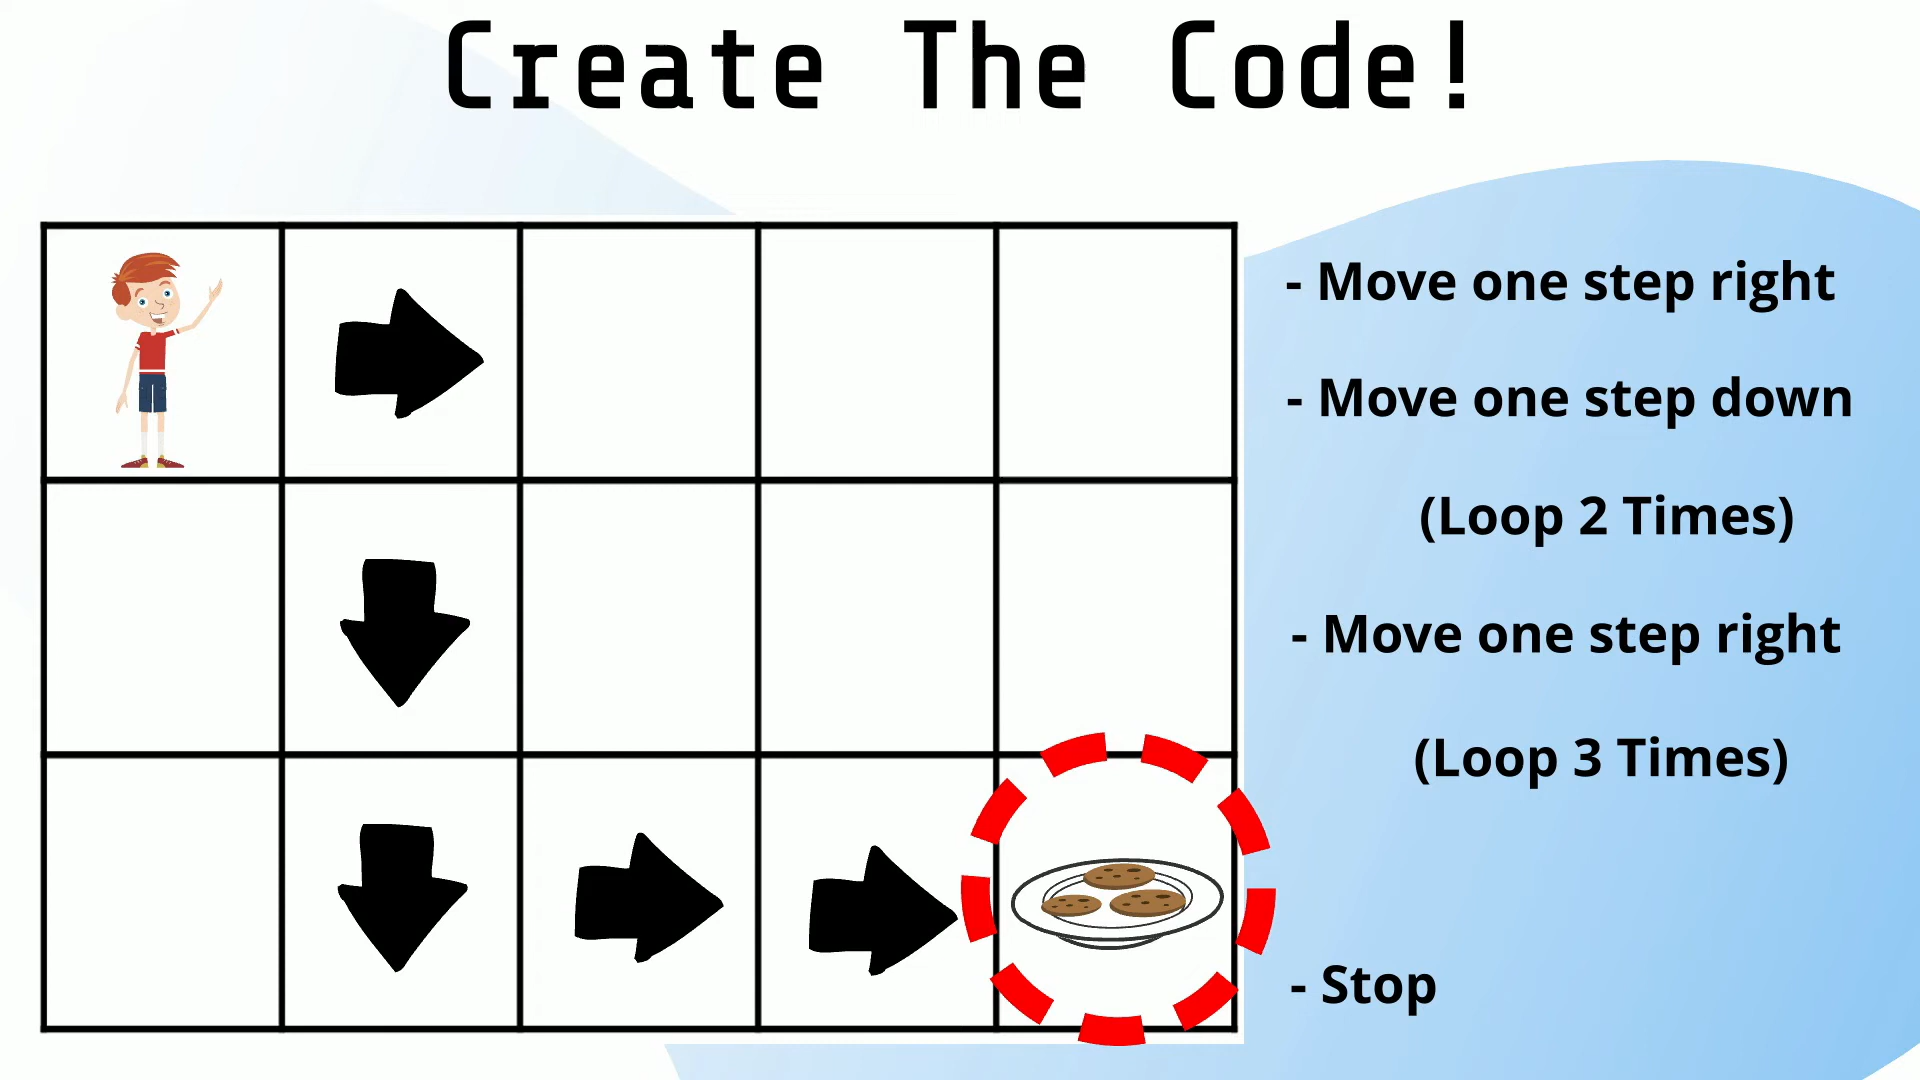 Create The Code!
- Move one step right
- Move one step down
(Loop 2 Times)
- Move one step right
(Loop 3 Times)
- Stop